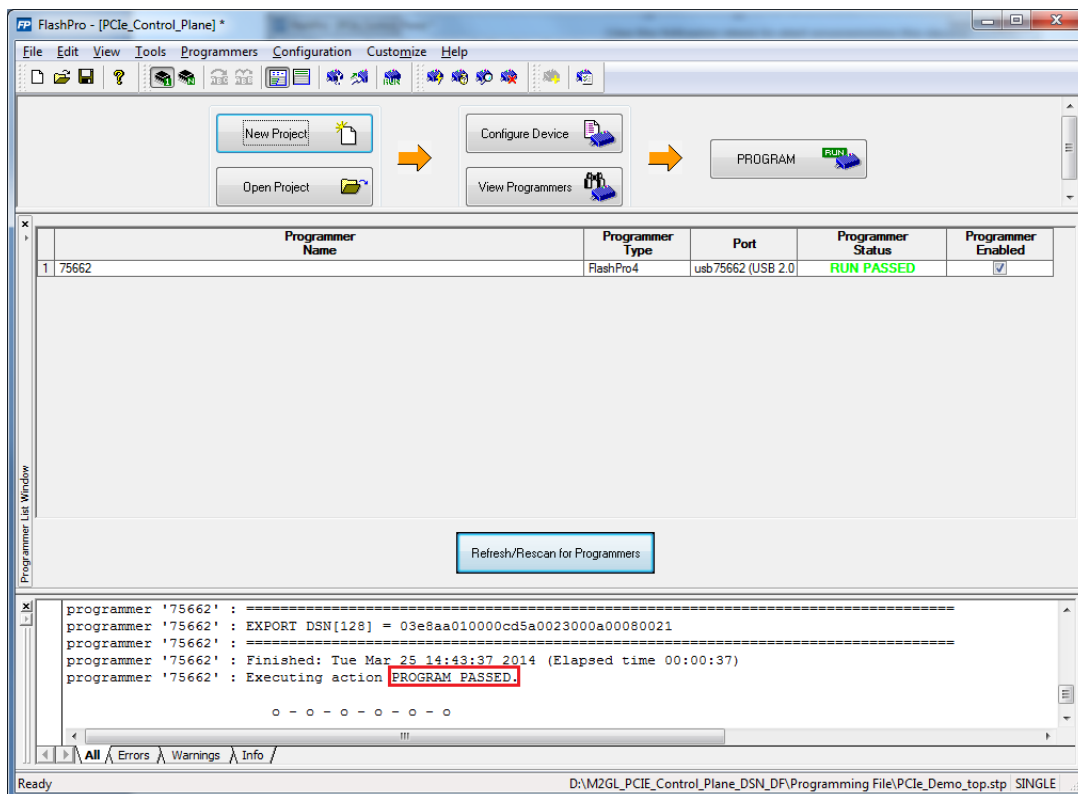 FP FlashPro - [PCIe_Control_Plane] *
File Edit View Tools Programmers Configuration Customize Help
New Project
Configure Device
PROGRAM
RUN
Open Project
View Programmers
Programmer Name
Programmer Type
Port
Programmer Status
Programmer Enabled
1 75662 FlashPro4 usb75662 (USB 2.0 RUN PASSED
Programmer List Window
Refresh/Rescan for Programmers
programmer '75662' : ===================================================================================
programmer '75662' : EXPORT DSN[128] = 03e8aa010000cd5a0023000a00080021
programmer '75662' : ===================================================================================
programmer '75662' : Finished: Tue Mar 25 14:43:37 2014 (Elapsed time 00:00:37)
programmer '75662' : Executing action PROGRAM PASSED.
o - o - o - o - o - o
All Errors Warnings Info
Ready D:\M2GL_PCIE_Control_Plane_DSN_DF\Programming File\PCIe_Demo_top.stp SINGLE